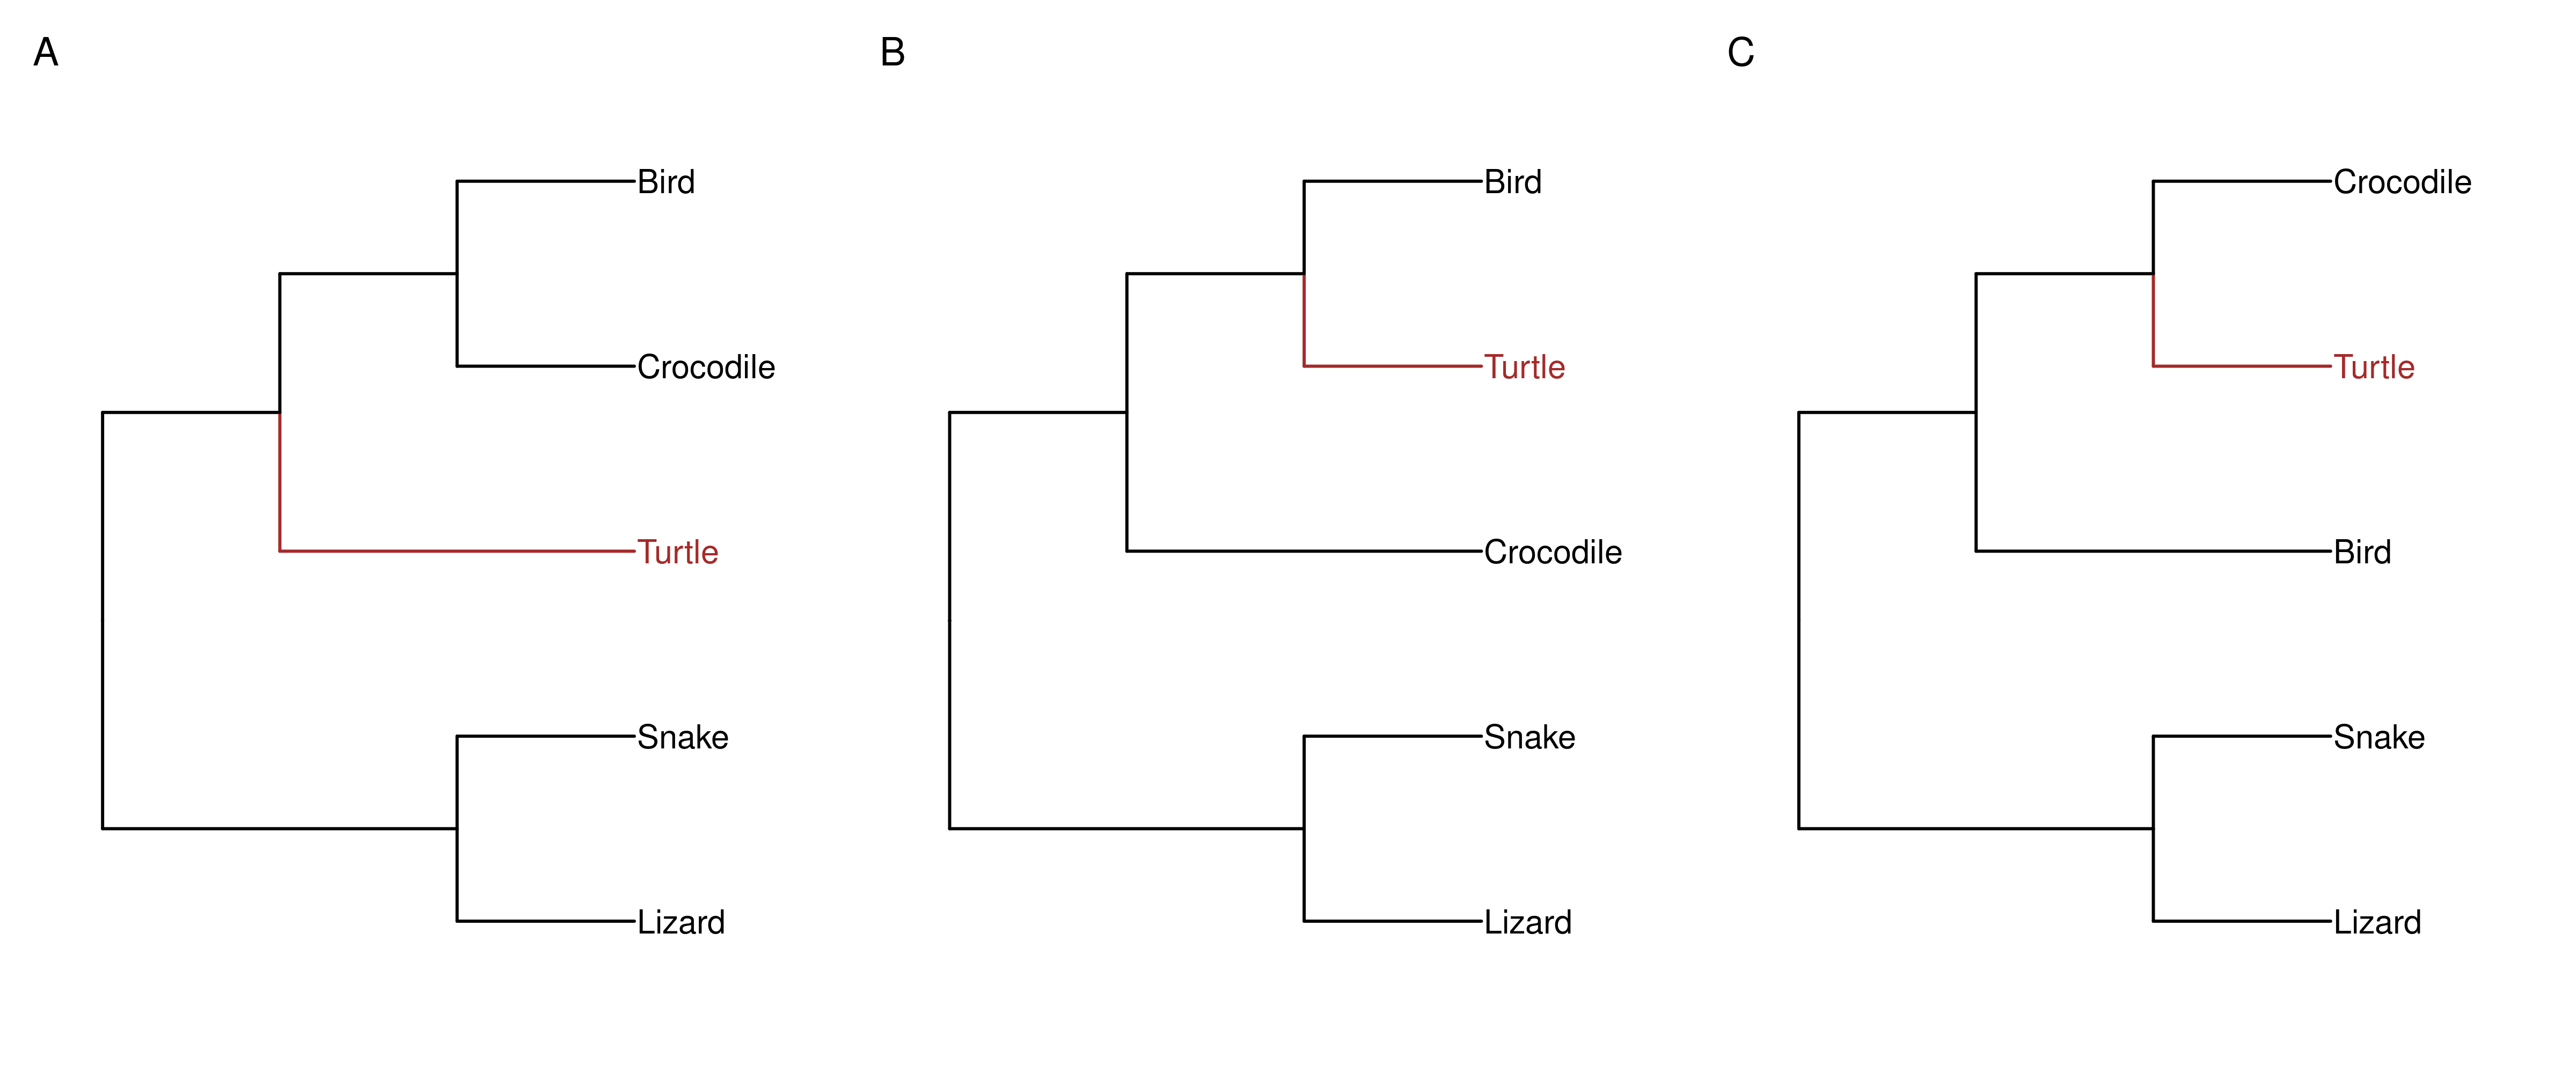 A
Bird
Crocodile
Turtle
Snake
Lizard
B
Bird
Turtle
Crocodile
Snake
Lizard
C
Crocodile
Turtle
Bird
Snake
Lizard